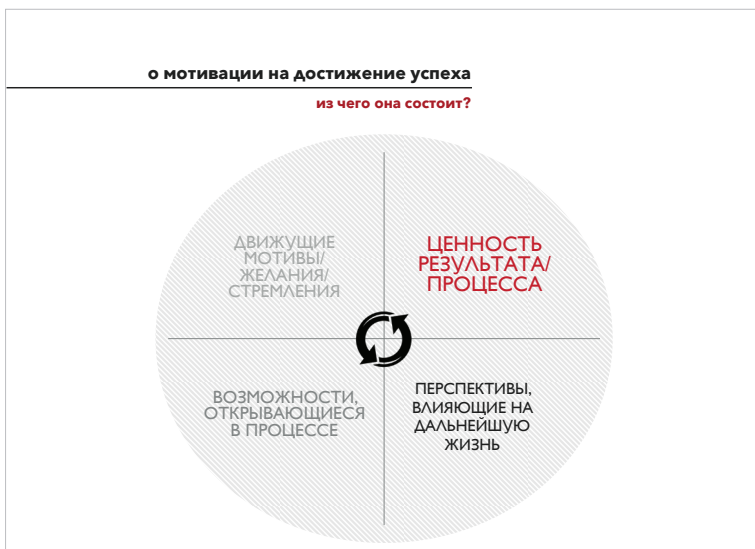 о мотивации на достижение успеха
из чего она состоит?
ДВИЖУЩИЕ
МОТИВЫ/
ЖЕЛАНИЯ/
СТРЕМЛЕНИЯ
ЦЕННОСТЬ
РЕЗУЛЬТАТА/
ПРОЦЕССА
ВОЗМОЖНОСТИ,
ОТКРЫВАЮЩИЕСЯ
В ПРОЦЕССЕ
ПЕРСПЕКТИВЫ,
ВЛИЯЮЩИЕ НА
ДАЛЬНЕЙШУЮ
ЖИЗНЬ